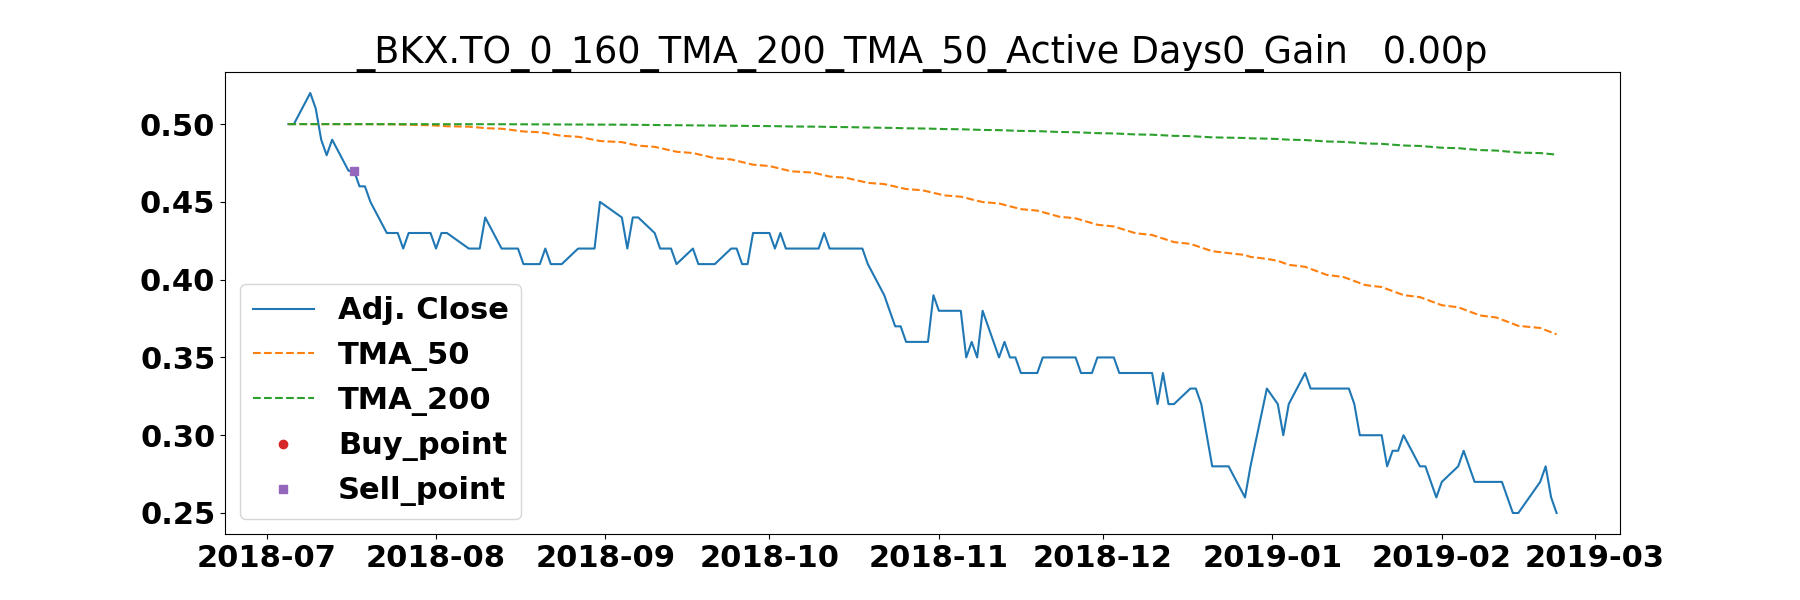 _BKX.TO_0_160_TMA_200_TMA_50_Active Days0_Gain   0.00p
0.50
0.45
0.40
0.35
0.30
0.25
Adj. Close
TMA_50
TMA_200
Buy_point
Sell_point
2018-07 2018-08 2018-09 2018-10 2018-11 2018-12 2019-01 2019-02 2019-03